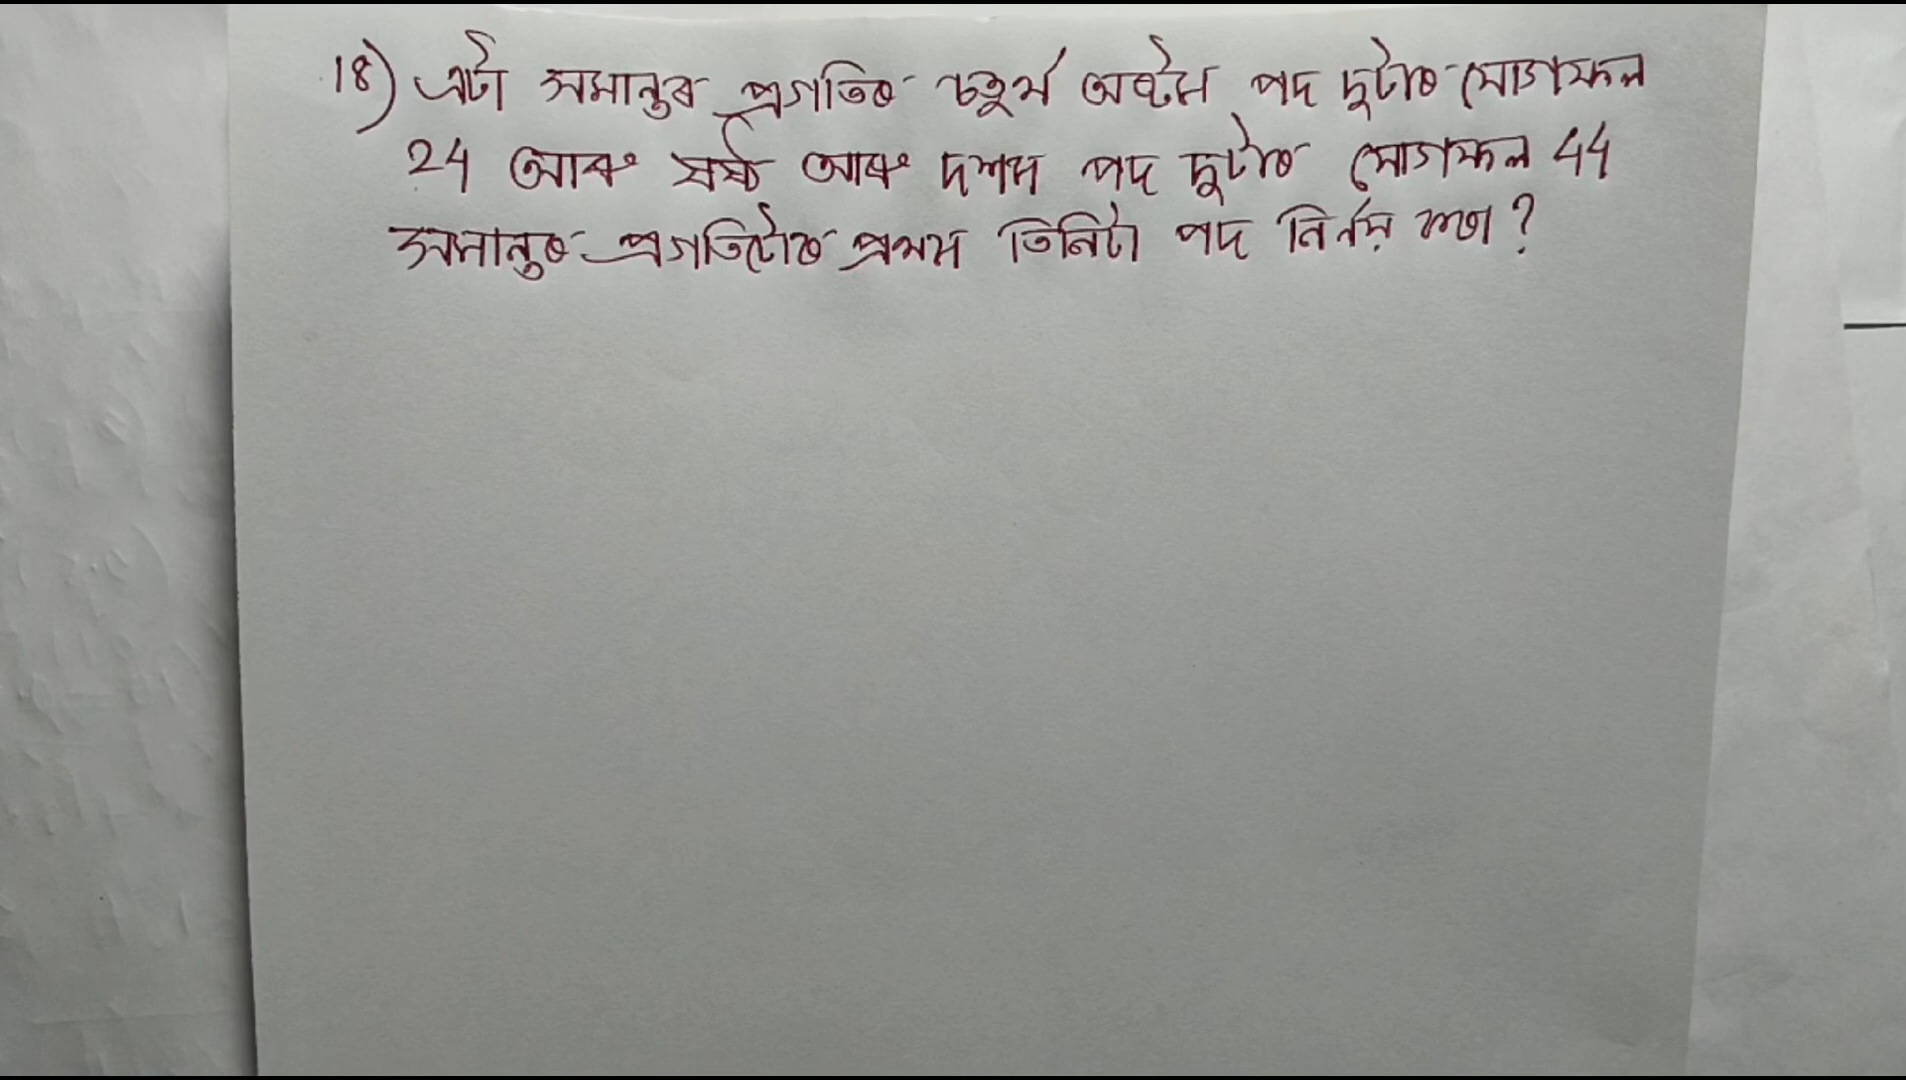 18) এটা সমান্তৰ প্ৰগতিৰ চতুৰ্থ অষ্টম পদ দুটাৰ যোগফল
24 আৰু ষষ্ঠ আৰু দশম পদ দুটাৰ যোগফল 44
সমান্তৰ প্ৰগতিটোৰ প্ৰথম তিনিটা পদ নিৰ্নয় কৰা ?